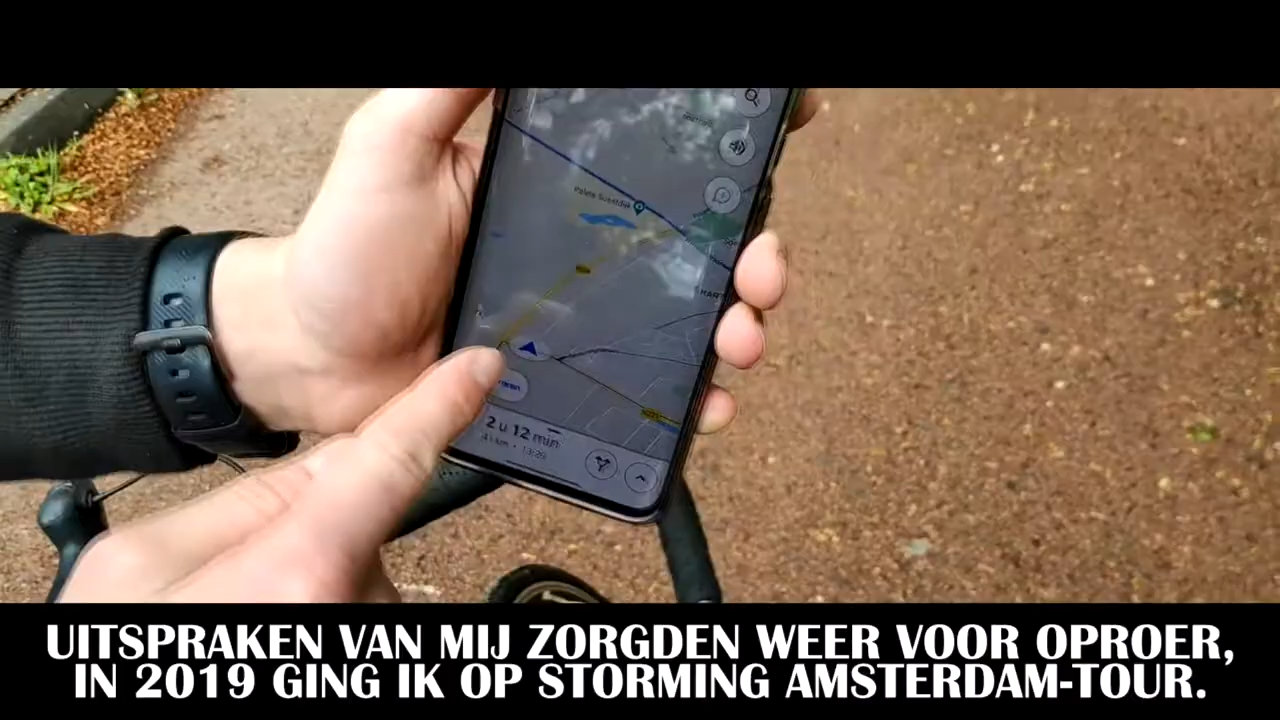 Paleis Soestdijk
2 u 12 min
UITSPRAKEN VAN MIJ ZORGDEN WEER VOOR OPROER,
IN 2019 GING IK OP STORMING AMSTERDAM-TOUR.